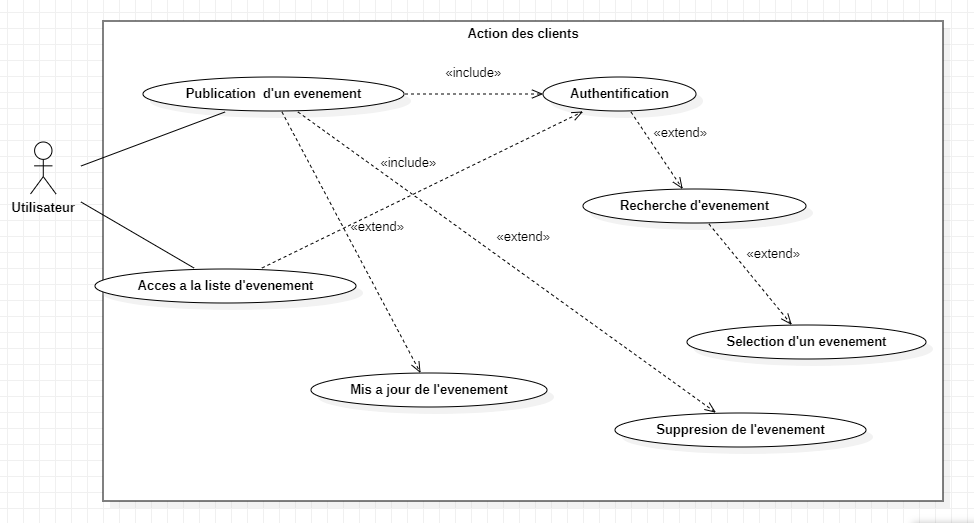 Action des clients
Publication d'un evenement
«include»
Authentification
«extend»
«include»
Utilisateur
Recherche d'evenement
«extend»
«extend»
«extend»
Acces a la liste d'evenement
Selection d'un evenement
Mis a jour de l'evenement
Suppresion de l'evenement